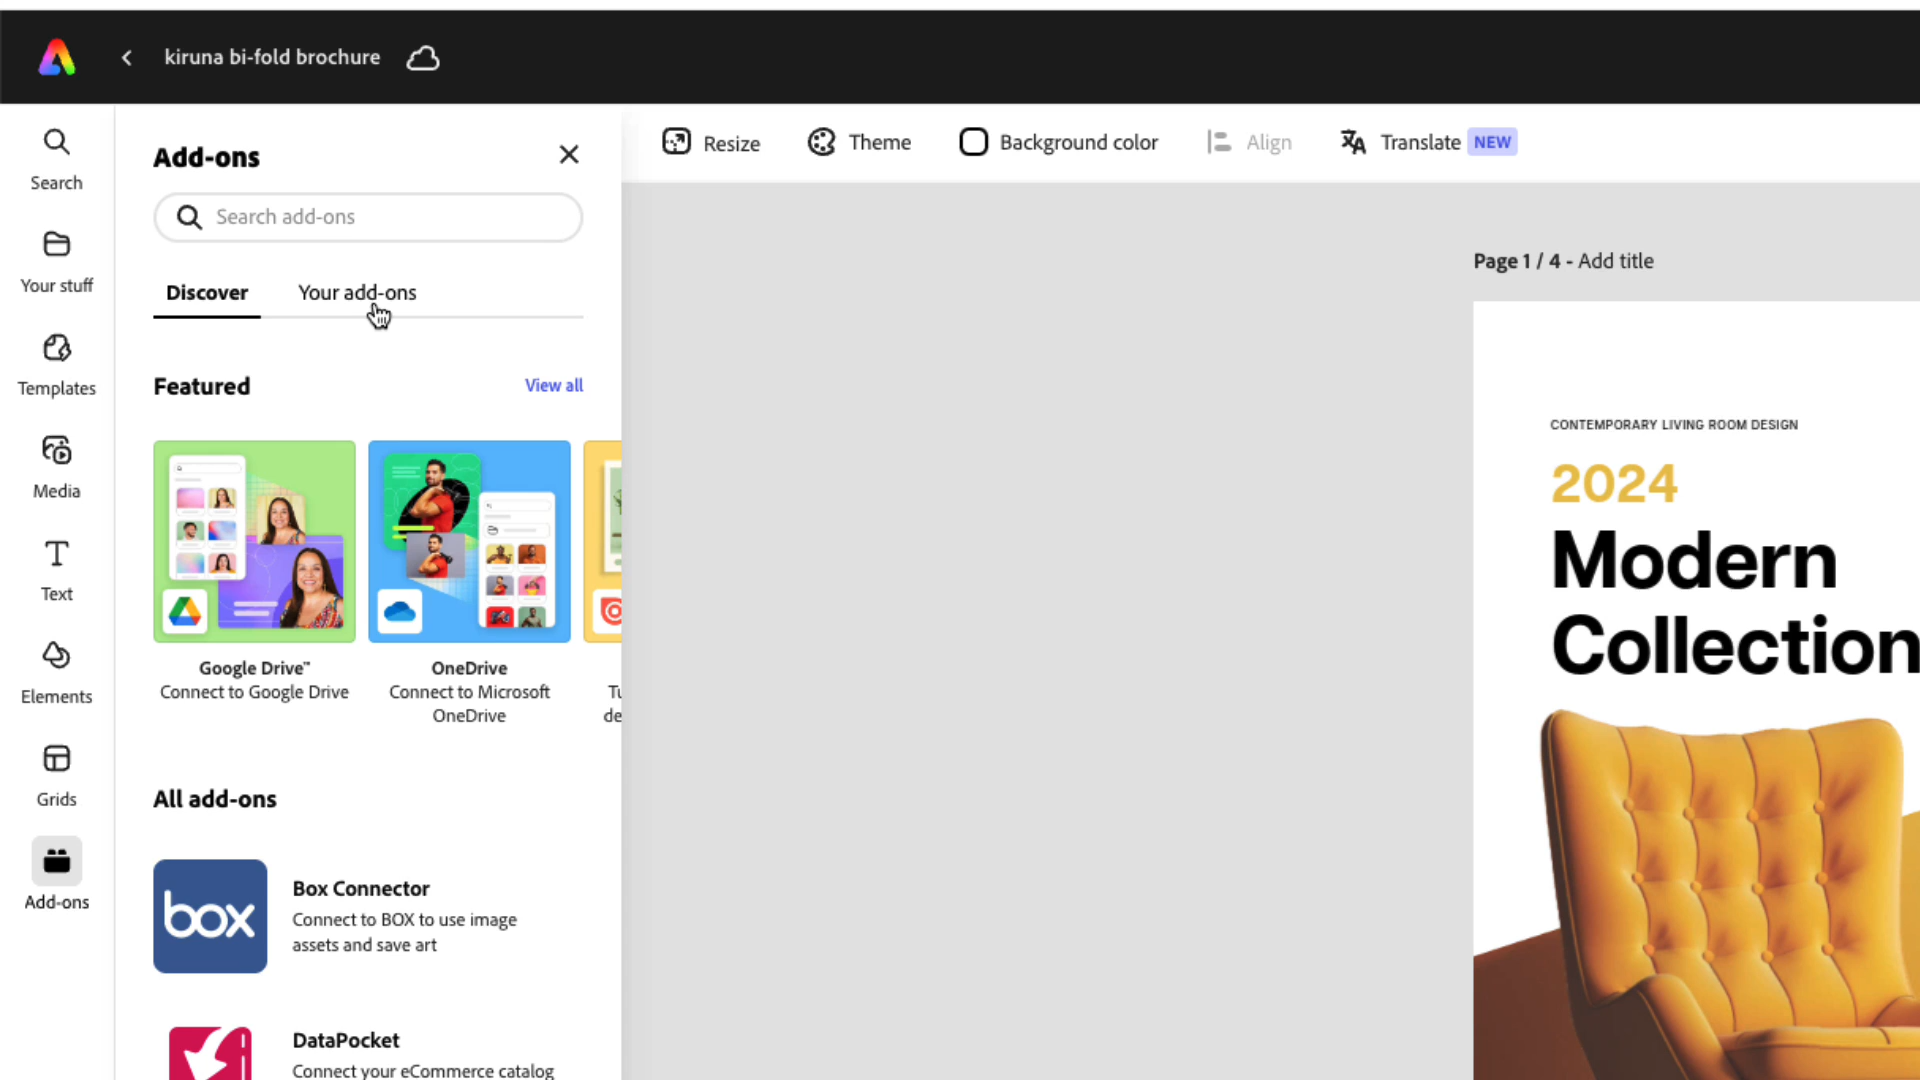 kiruna bi-fold brochure
Search
Your stuff
Templates
Media
Text
Elements
Grids
Add-ons
Add-ons
Search add-ons
Discover Your add-ons
Featured View all
Google Drive™
Connect to Google Drive
OneDrive
Connect to Microsoft
OneDrive
All add-ons
box
Box Connector
Connect to BOX to use image
assets and save art
DataPocket
Connect your eCommerce catalog
Resize Theme Background color Align Translate NEW
Page 1 / 4 - Add title
CONTEMPORARY LIVING ROOM DESIGN
2024
Modern
Collection